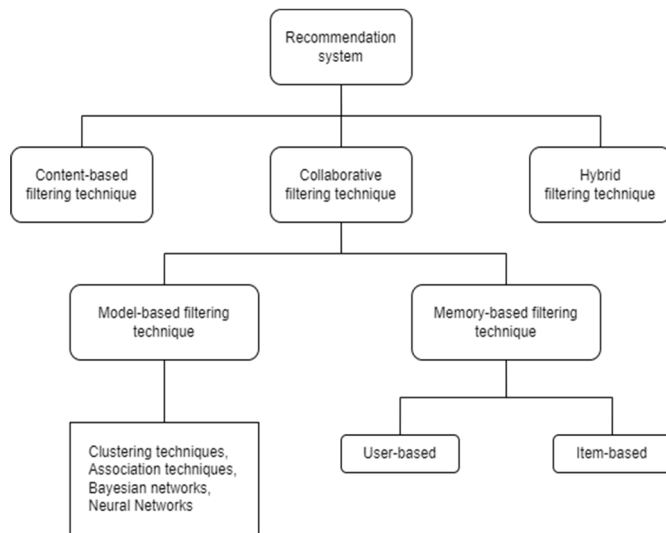 Recommendation
system
Content-based
filtering technique
Collaborative
filtering technique
Hybrid
filtering technique
Model-based filtering
technique
Memory-based filtering
technique
Clustering techniques,
Association techniques,
Bayesian networks,
Neural Networks
User-based
Item-based